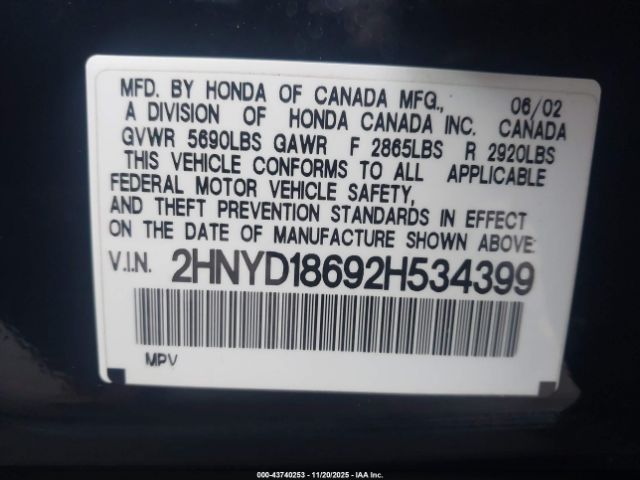 MFD. BY HONDA OF CANADA MFG., 06/02
A DIVISION OF HONDA CANADA INC. CANADA
GVWR 5690LBS GAWR F 2865LBS R 2920LBS
THIS VEHICLE CONFORMS TO ALL APPLICABLE
FEDERAL MOTOR VEHICLE SAFETY,
AND THEFT PREVENTION STANDARDS IN EFFECT
ON THE DATE OF MANUFACTURE SHOWN ABOVE.
V.I.N. 2HNYD18692H534399
MPV
000-43740253 - 11/20/2025 - IAA Inc.